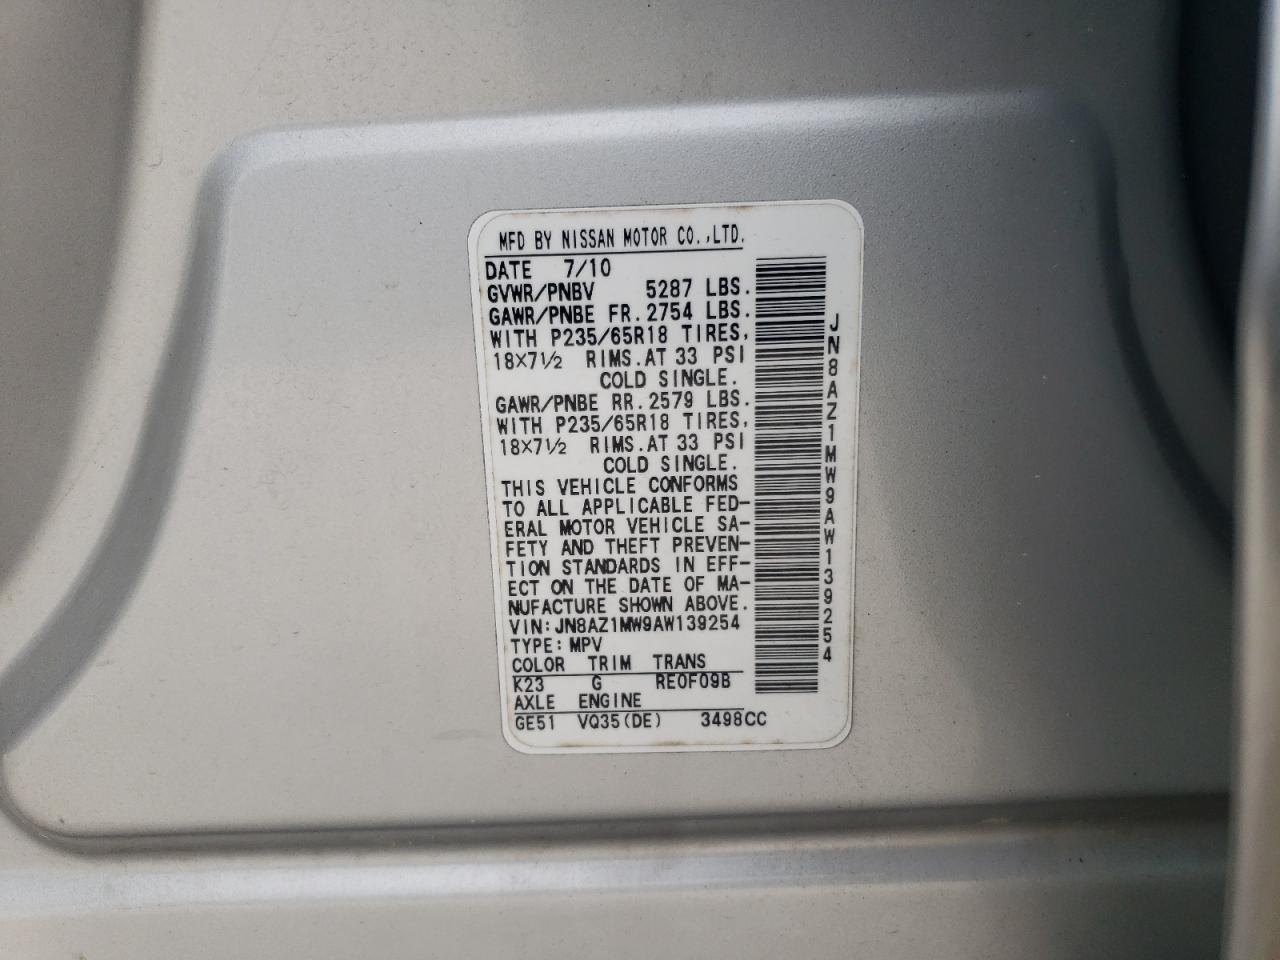 MFD BY NISSAN MOTOR CO.,LTD.
DATE 7/10
GVWR/PNBV 5287 LBS.
GAWR/PNBE FR. 2754 LBS.
WITH P235/65R18 TIRES,
18X7½ RIMS. AT 33 PSI
COLD SINGLE.
GAWR/PNBE RR. 2579 LBS.
WITH P235/65R18 TIRES,
18X7½ RIMS. AT 33 PSI
COLD SINGLE.
THIS VEHICLE CONFORMS
TO ALL APPLICABLE FED-
ERAL MOTOR VEHICLE SA-
FETY AND THEFT PREVEN-
TION STANDARDS IN EFF-
ECT ON THE DATE OF MA-
NUFACTURE SHOWN ABOVE.
VIN: JN8AZ1MW9AW139254
TYPE: MPV
COLOR TRIM TRANS
K23 G RE0F09B
AXLE ENGINE
GE51 VQ35(DE) 3498CC
JN8AZ1MW9AW139254